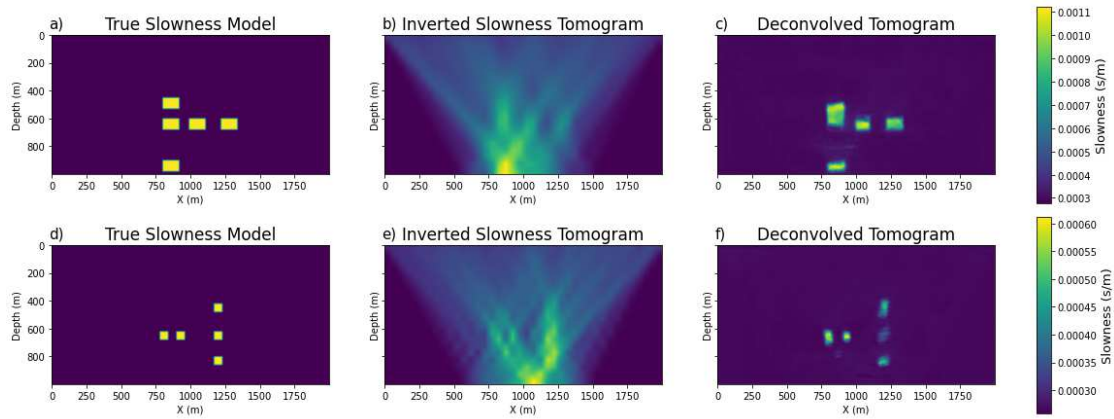 a) True Slowness Model
b) Inverted Slowness Tomogram
c) Deconvolved Tomogram
0
200
400
600
800
Depth (m)
0 250 500 750 1000 1250 1500 1750
X (m)
Depth (m)
0 250 500 750 1000 1250 1500 1750
X (m)
Depth (m)
0 250 500 750 1000 1250 1500 1750
X (m)
0.0011
0.0010
0.0009
0.0008
0.0007
0.0006
0.0005
0.0004
0.0003
Slowness (s/m)
d) True Slowness Model
e) Inverted Slowness Tomogram
f) Deconvolved Tomogram
0
200
400
600
800
Depth (m)
0 250 500 750 1000 1250 1500 1750
X (m)
Depth (m)
0 250 500 750 1000 1250 1500 1750
X (m)
Depth (m)
0 250 500 750 1000 1250 1500 1750
X (m)
0.00060
0.00055
0.00050
0.00045
0.00040
0.00035
0.00030
Slowness (s/m)